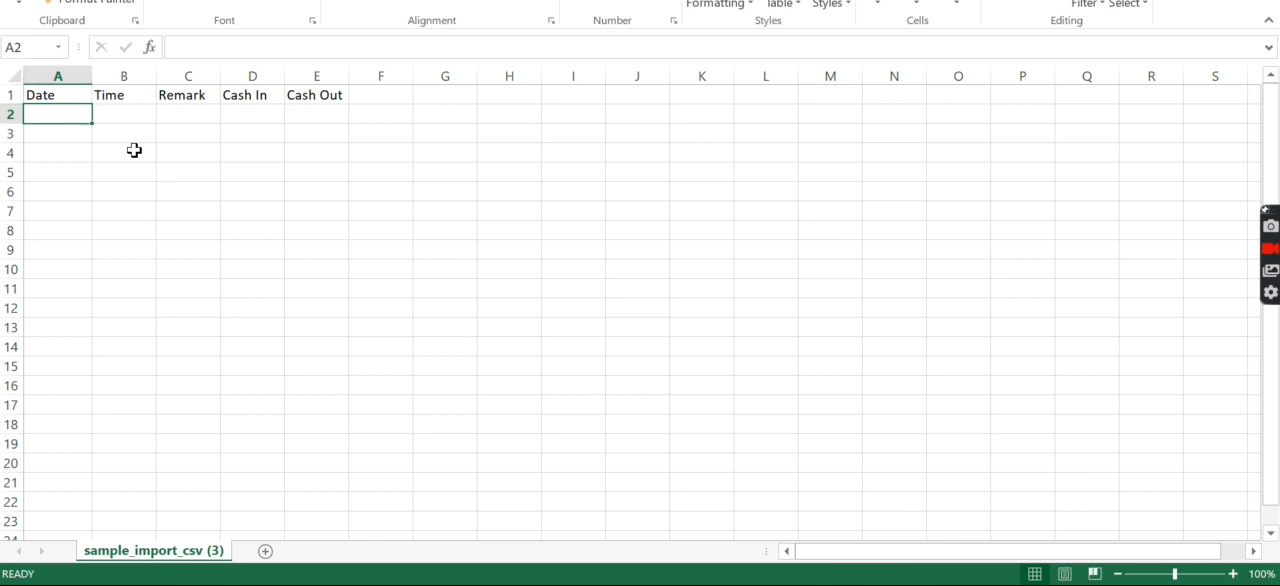 Format Painter
Formatting Table Styles Filter Select
Clipboard Font Alignment Number Styles Cells Editing
A2 fx
A B C D E F G H I J K L M N O P Q R S
1 Date Time Remark Cash In Cash Out
2
3
4
5
6
7
8
9
10
11
12
13
14
15
16
17
18
19
20
21
22
23
24
sample_import_csv (3)
READY 100%